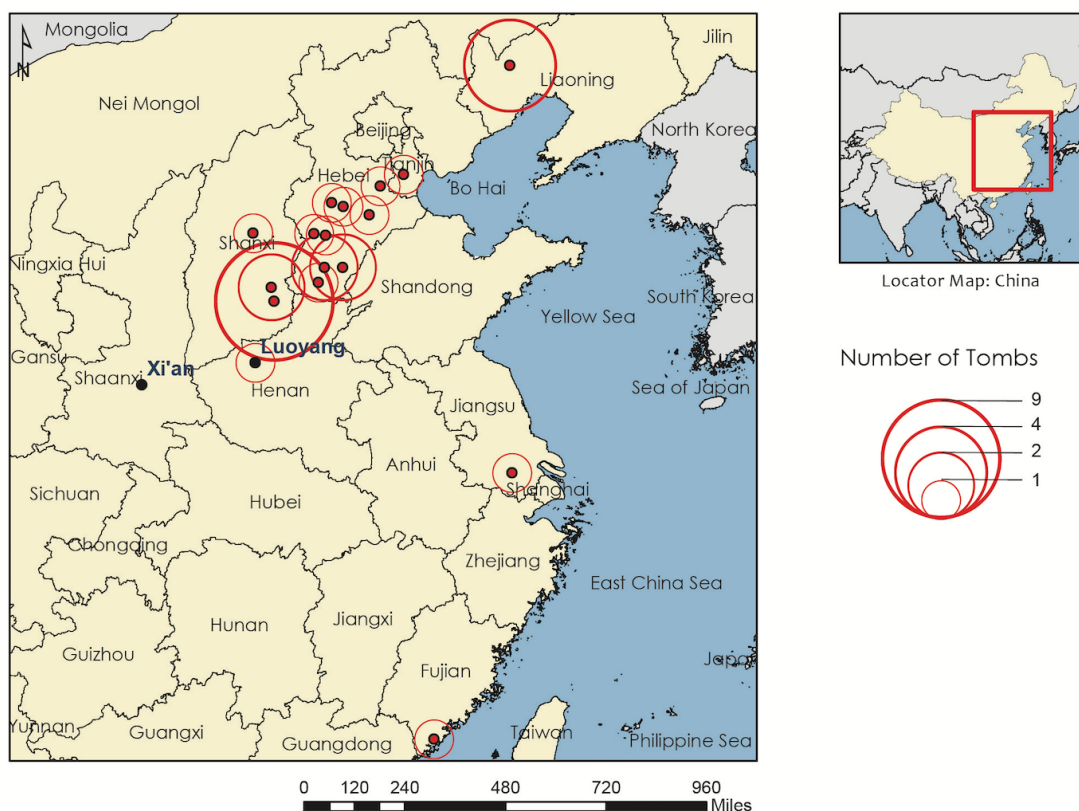 Mongolia
Jilin
N
Liaoning
Nei Mongol
Beijing
North Korea
Tianjin
Hebei
Bo Hai
Shanxi
Ningxia Hui
Shandong
South Korea
Yellow Sea
Gansu
Luoyang
Xi'an
Shaanxi
Henan
Sea of Japan
Jiangsu
Anhui
Sichuan
Hubei
Shanghai
Chongqing
Zhejiang
East China Sea
Hunan
Jiangxi
Guizhou
Fujian
Japan
Yunnan
Guangxi
Guangdong
Taiwan
Philippine Sea
0 120 240 480 720 960
Miles
Locator Map: China
Number of Tombs
9
4
2
1